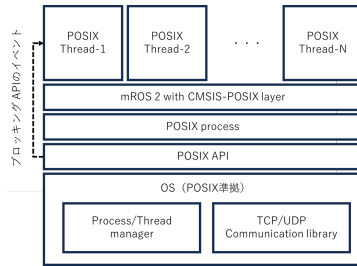 ブロッキングAPIのイベント
POSIX
Thread-1
POSIX
Thread-2
. . .
POSIX
Thread-N
mROS 2 with CMSIS-POSIX layer
POSIX process
POSIX API
OS（POSIX準拠）
Process/Thread
manager
TCP/UDP
Communication library